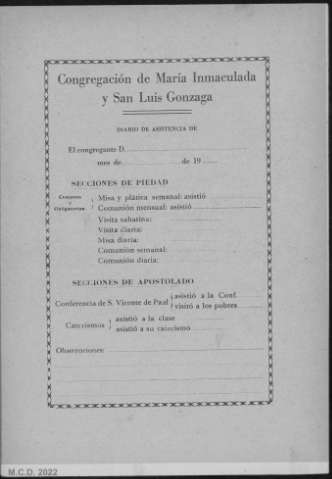 Congregación de María Inmaculada
y San Luis Gonzaga
DIARIO DE ASISTENCIA DE
El congregante D.
mes de de 19
SECCIONES DE PIEDAD
Comunes y Obligatorias
Misa y plática semanal: asistió
Comunión mensual: asistió
Visita sabatina:
Visita diaria:
Misa diaria:
Comunión semanal:
Comunión diaria:
SECCIONES DE APOSTOLADO
Conferencia de S. Vicente de Paul
asistió a la Conf.
visitó a los pobres
Catecismos
asistió a la clase
asistió a su catecismo
Observaciones:
M.C.D. 2022